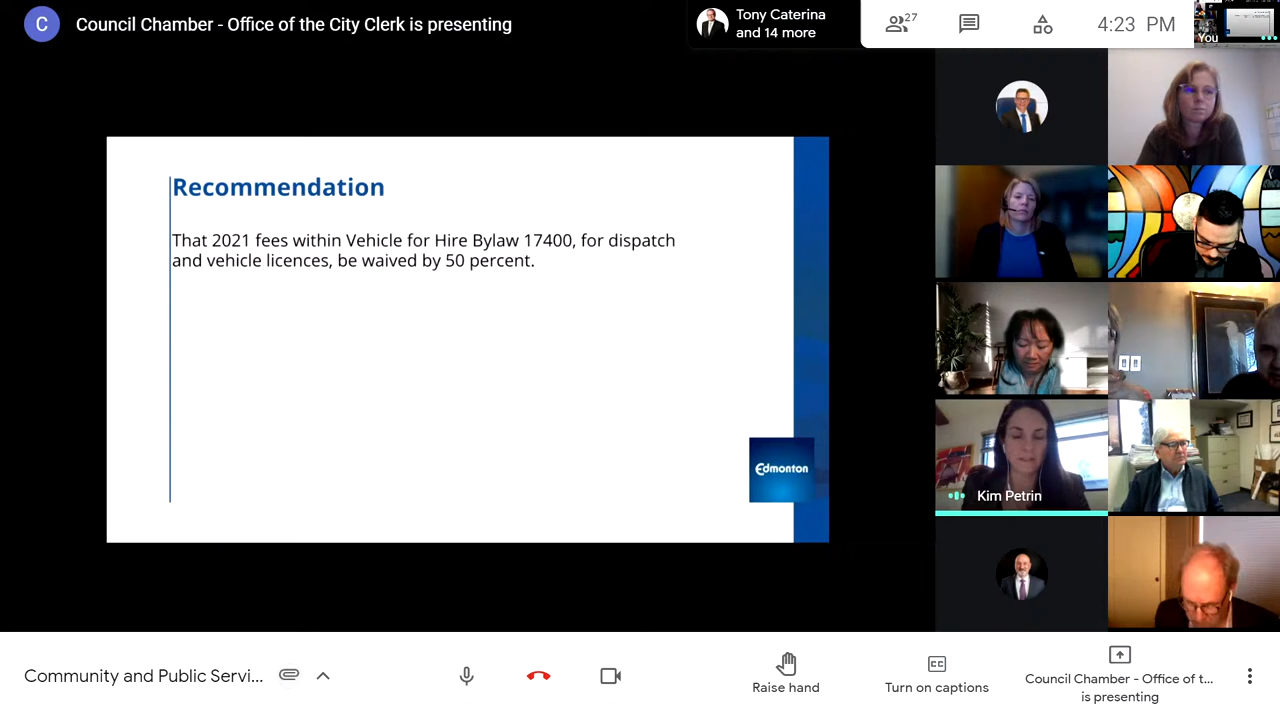 C
Council Chamber - Office of the City Clerk is presenting
Tony Caterina
and 14 more
27
4:23 PM
You
Recommendation
That 2021 fees within Vehicle for Hire Bylaw 17400, for dispatch
and vehicle licences, be waived by 50 percent.
Edmonton
Kim Petrin
Community and Public Servi...
Raise hand
CC
Turn on captions
Council Chamber - Office of t...
is presenting